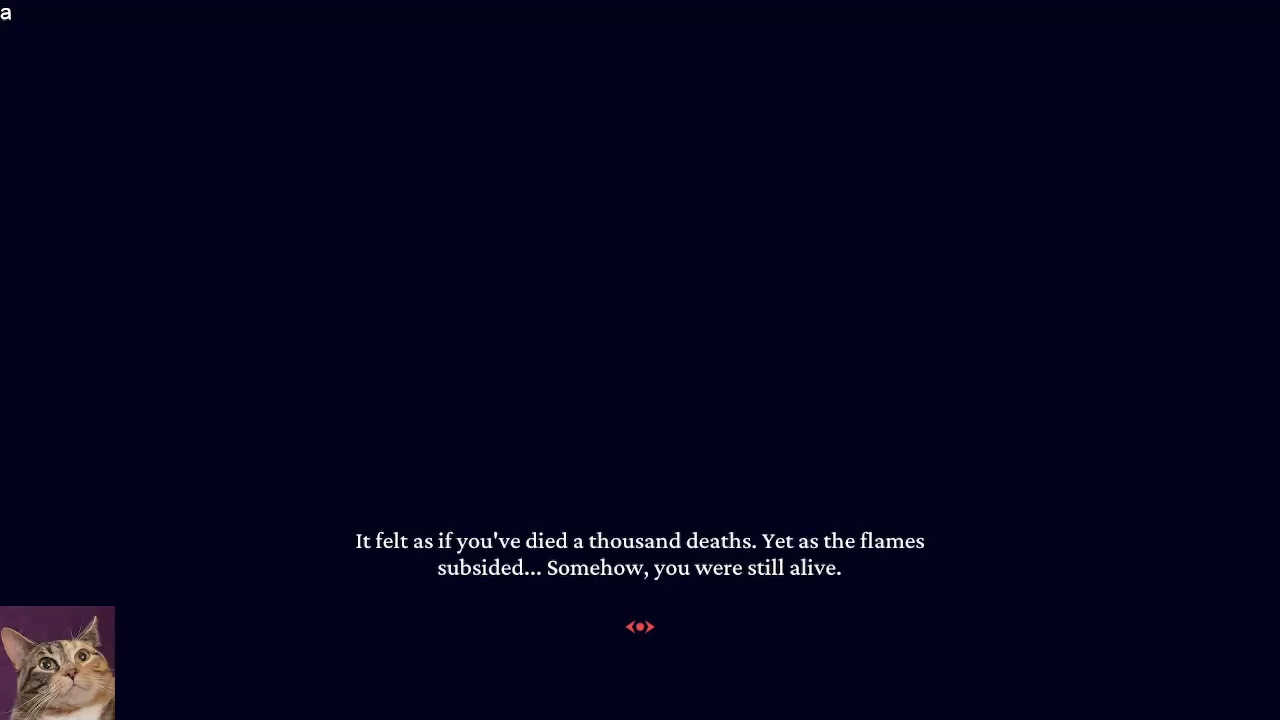 a
It felt as if you've died a thousand deaths. Yet as the flames
subsided... Somehow, you were still alive.